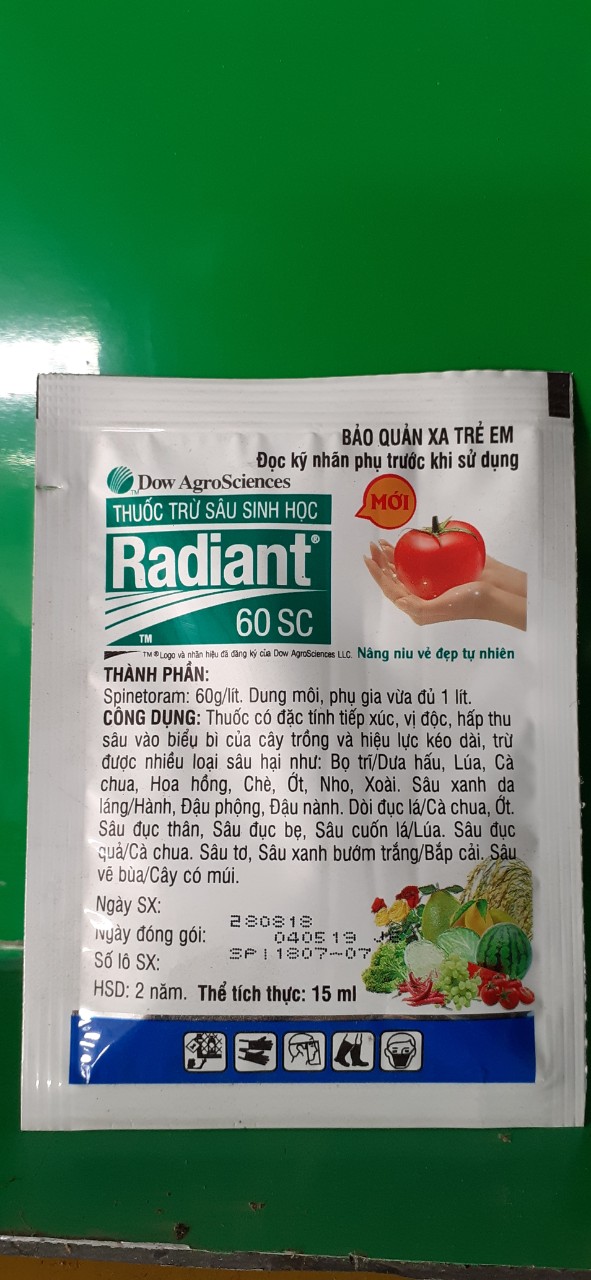 BẢO QUẢN XA TRẺ EM
Đọc kỹ nhãn phụ trước khi sử dụng
TM Dow AgroSciences
THUỐC TRỪ SÂU SINH HỌC
MỚI
Radiant®
60 SC
TM
TM ® Logo và nhãn hiệu đã đăng ký của Dow AgroSciences LLC. Nâng niu vẻ đẹp tự nhiên
THÀNH PHẦN:
Spinetoram: 60g/lít. Dung môi, phụ gia vừa đủ 1 lít.
CÔNG DỤNG: Thuốc có đặc tính tiếp xúc, vị độc, hấp thu
sâu vào biểu bì của cây trồng và hiệu lực kéo dài, trừ
được nhiều loại sâu hại như: Bọ trĩ/Dưa hấu, Lúa, Cà
chua, Hoa hồng, Chè, Ớt, Nho, Xoài. Sâu xanh da
láng/Hành, Đậu phộng, Đậu nành. Dòi đục lá/Cà chua, Ớt.
Sâu đục thân, Sâu đục bẹ, Sâu cuốn lá/Lúa. Sâu đục
quả/Cà chua. Sâu tơ, Sâu xanh bướm trắng/Bắp cải. Sâu
vẽ bùa/Cây có múi.
Ngày SX: 280818
Ngày đóng gói: 040519
Số lô SX: 1807-07
HSD: 2 năm. Thể tích thực: 15 ml